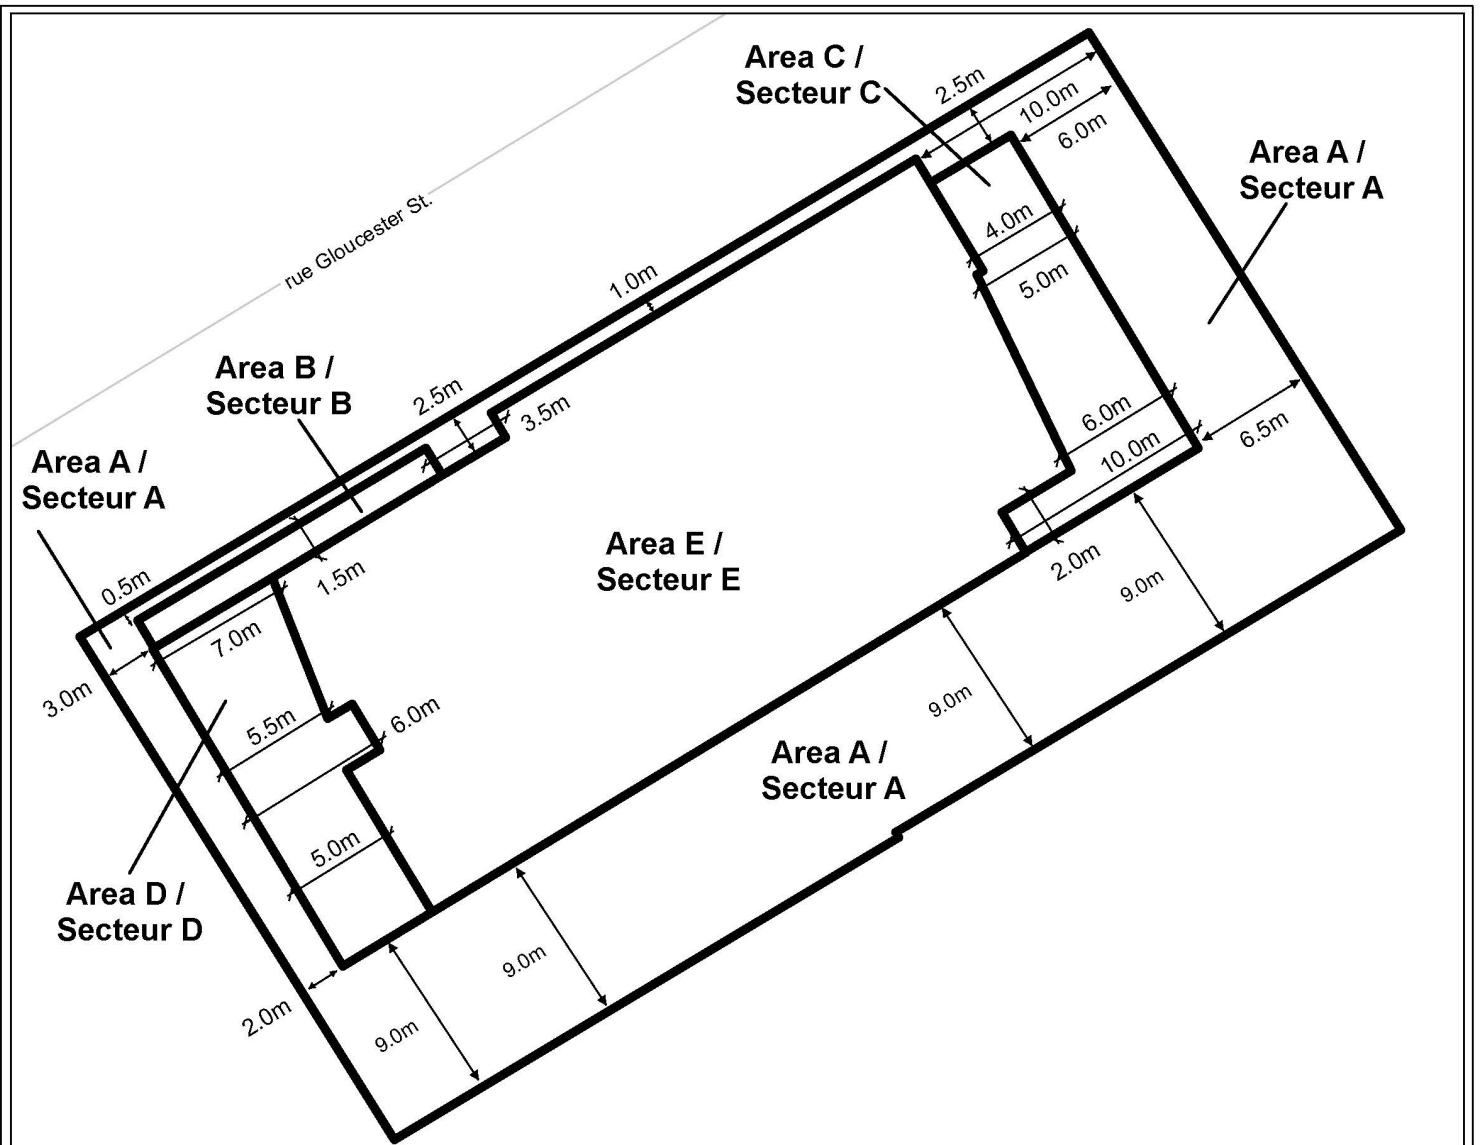 Area C /
Secteur C
2.5m
10.0m
6.0m
Area A /
Secteur A
rue Gloucester St.
4.0m
5.0m
1.0m
Area B /
Secteur B
2.5m
3.5m
6.0m
10.0m
6.5m
Area A /
Secteur A
Area E /
Secteur E
2.0m
9.0m
0.5m
1.5m
7.0m
3.0m
5.5m
6.0m
9.0m
Area A /
Secteur A
5.0m
Area D /
Secteur D
9.0m
2.0m
9.0m